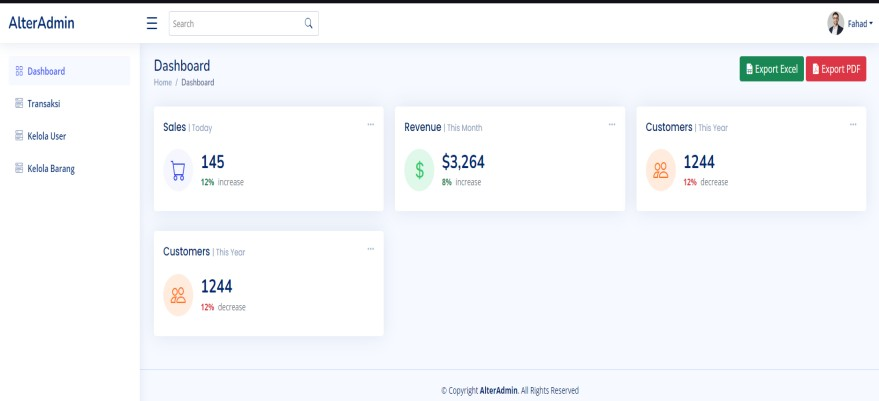 AlterAdmin
Search
Fahad
Dashboard
Transaksi
Kelola User
Kelola Barang
Dashboard
Home / Dashboard
Export Excel
Export PDF
Sales | Today
145
12% increase
Revenue | This Month
$3,264
8% increase
Customers | This Year
1244
12% decrease
Customers | This Year
1244
12% decrease
© Copyright AlterAdmin. All Rights Reserved